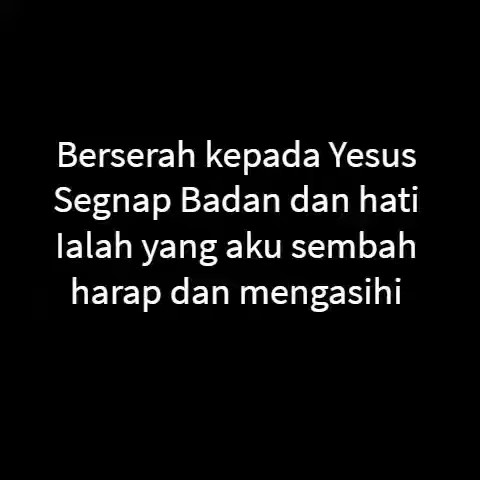 Berserah kepada Yesus
Segnap Badan dan hati
Ialah yang aku sembah
harap dan mengasihi